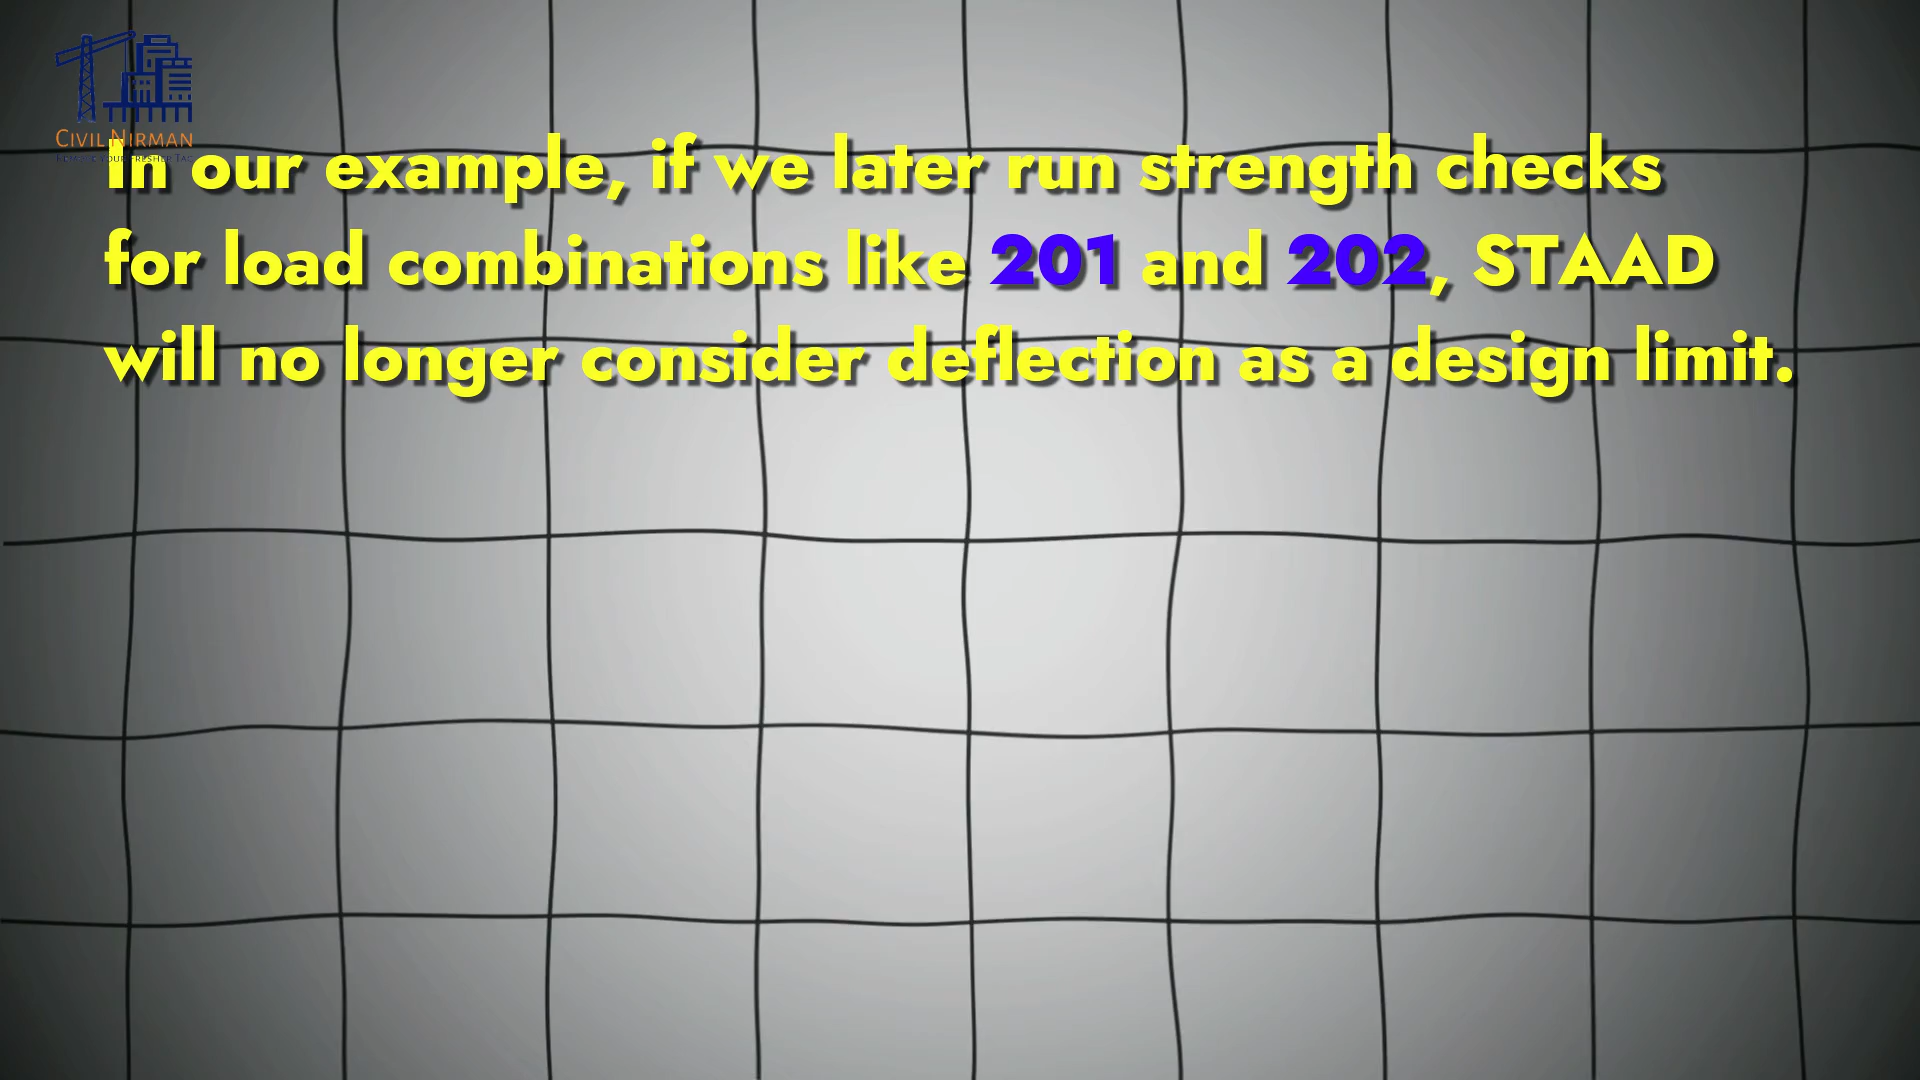 CIVIL NIRMAN
In our example, if we later run strength checks
for load combinations like 201 and 202, STAAD
will no longer consider deflection as a design limit.